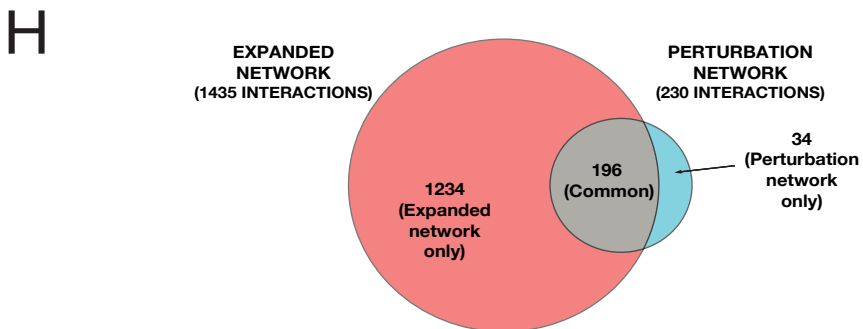 H
EXPANDED
NETWORK
(1435 INTERACTIONS)
PERTURBATION
NETWORK
(230 INTERACTIONS)
1234
(Expanded
network
only)
196
(Common)
34
(Perturbation
network
only)